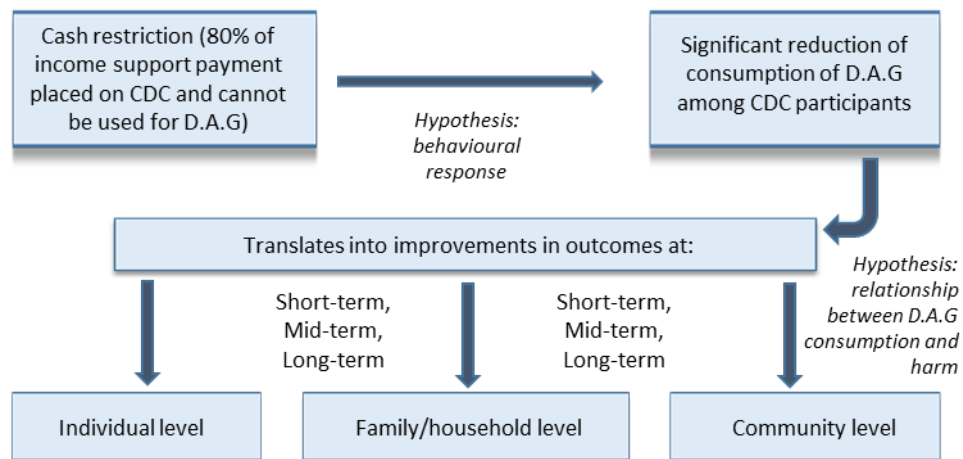 Cash restriction (80% of
income support payment
placed on CDC and cannot
be used for D.A.G)
Hypothesis:
behavioural
response
Significant reduction of
consumption of D.A.G
among CDC participants
Translates into improvements in outcomes at:
Hypothesis:
relationship
between D.A.G
consumption and
harm
Short-term,
Mid-term,
Long-term
Short-term,
Mid-term,
Long-term
Individual level
Family/household level
Community level